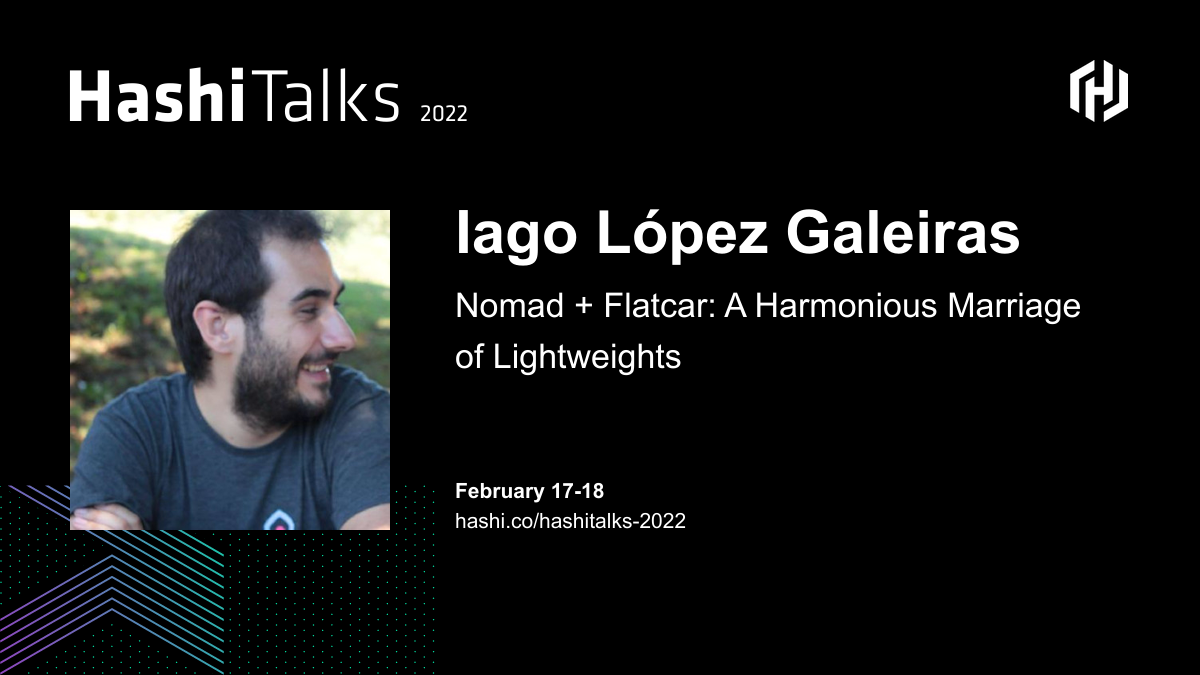 HashiTalks 2022
Iago López Galeiras
Nomad + Flatcar: A Harmonious Marriage
of Lightweights
February 17-18
hashi.co/hashitalks-2022